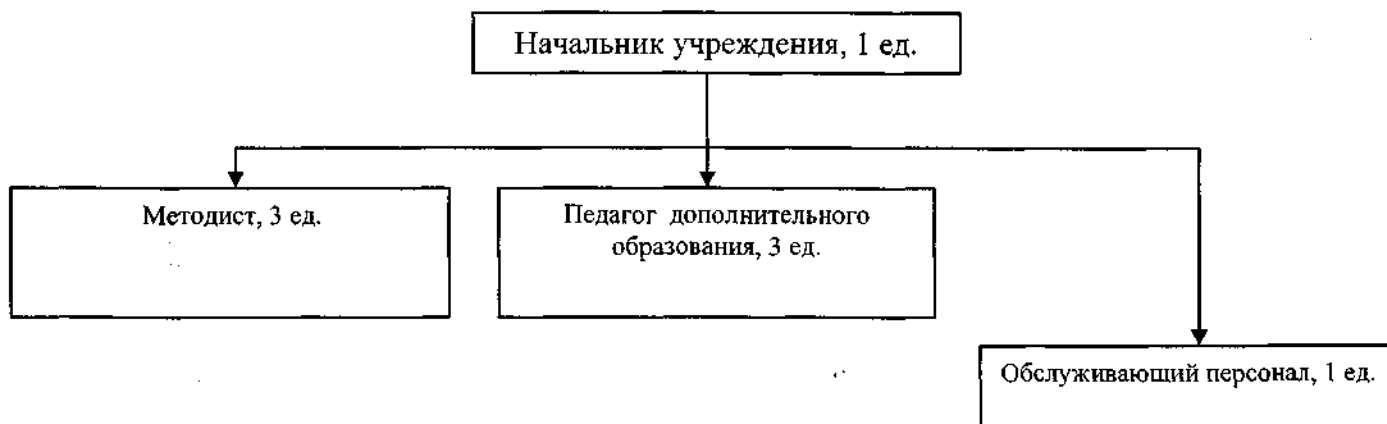 Начальник учреждения, 1 ед.
Методист, 3 ед.
Педагог дополнительного
образования, 3 ед.
Обслуживающий персонал, 1 ед.